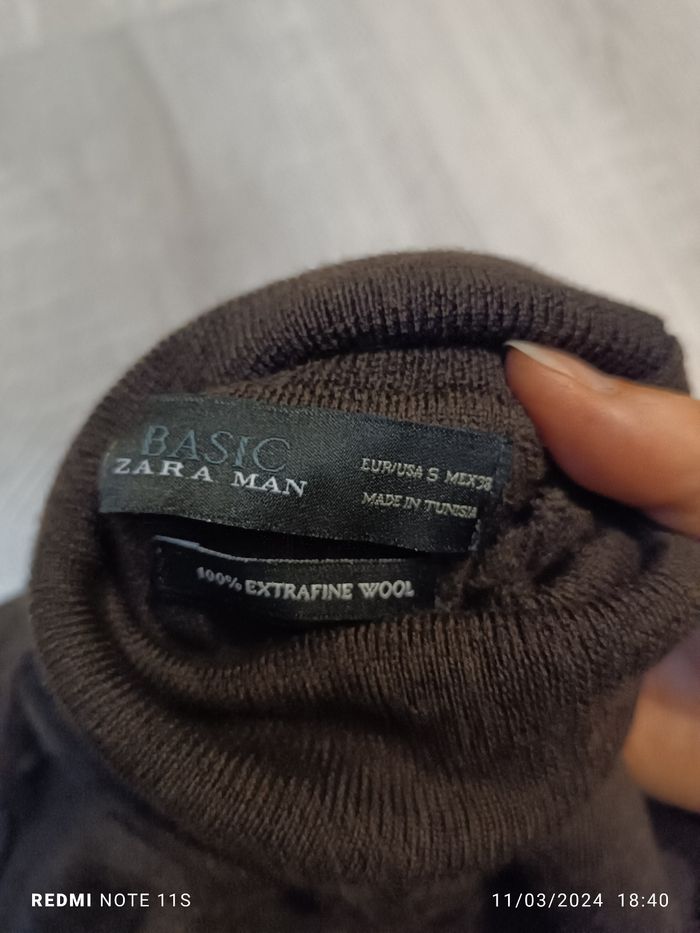 BASIC
ZARA MAN
EUR/USA S MEX 38
MADE IN TUNISIA
100% EXTRAFINE WOOL
REDMI NOTE 11S
11/03/2024 18:40